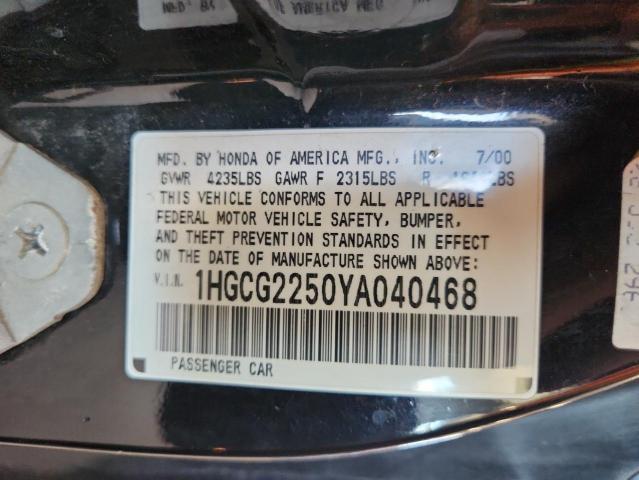 MFD. BY HONDA OF AMERICA MFG., INC. 7/00
GVWR 4235LBS GAWR F 2315LBS R LBS
THIS VEHICLE CONFORMS TO ALL APPLICABLE
FEDERAL MOTOR VEHICLE SAFETY, BUMPER,
AND THEFT PREVENTION STANDARDS IN EFFECT
ON THE DATE OF MANUFACTURE SHOWN ABOVE:
V.I.N. 1HGCG2250YA040468
PASSENGER CAR